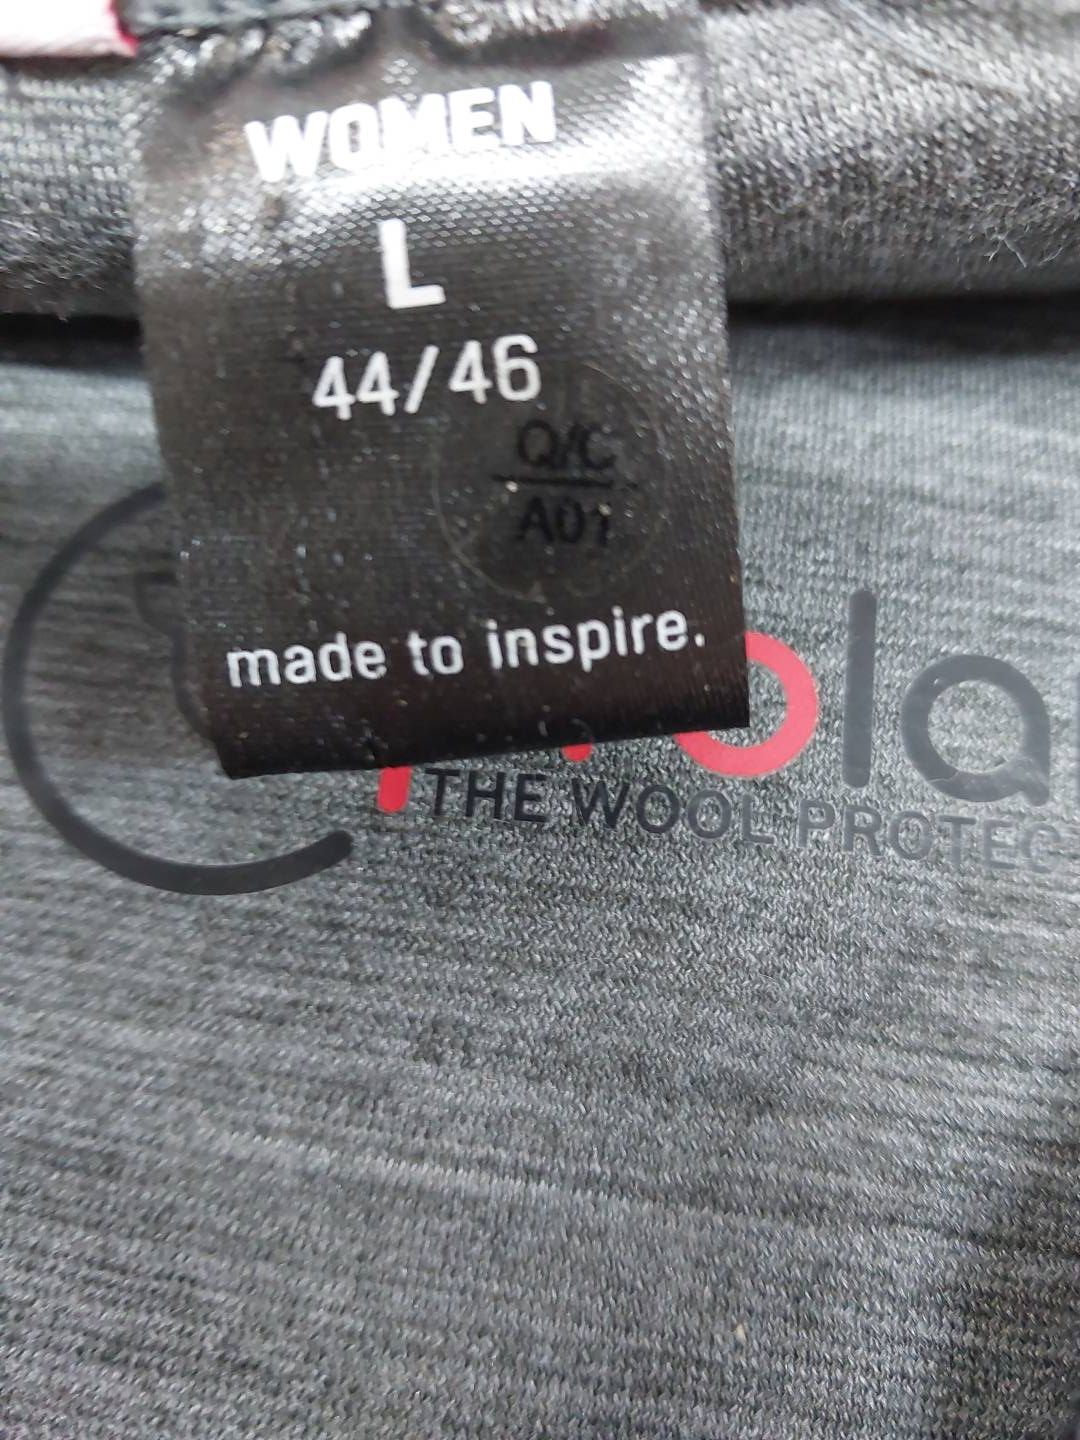 WOMEN
L
44/46
Q/C
A01
made to inspire.
THE WOOL PROTEC